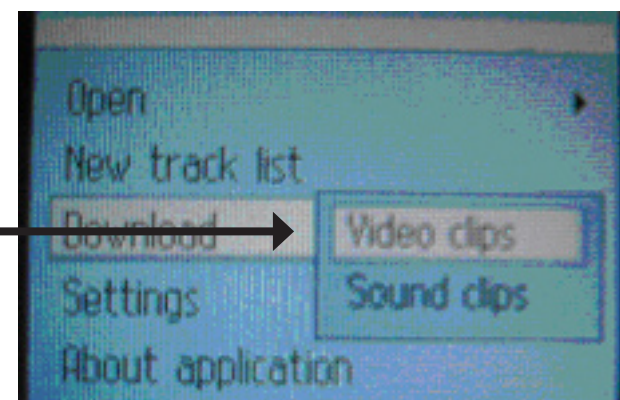 Open
New track list
Download
Video clips
Settings
Sound clips
About application